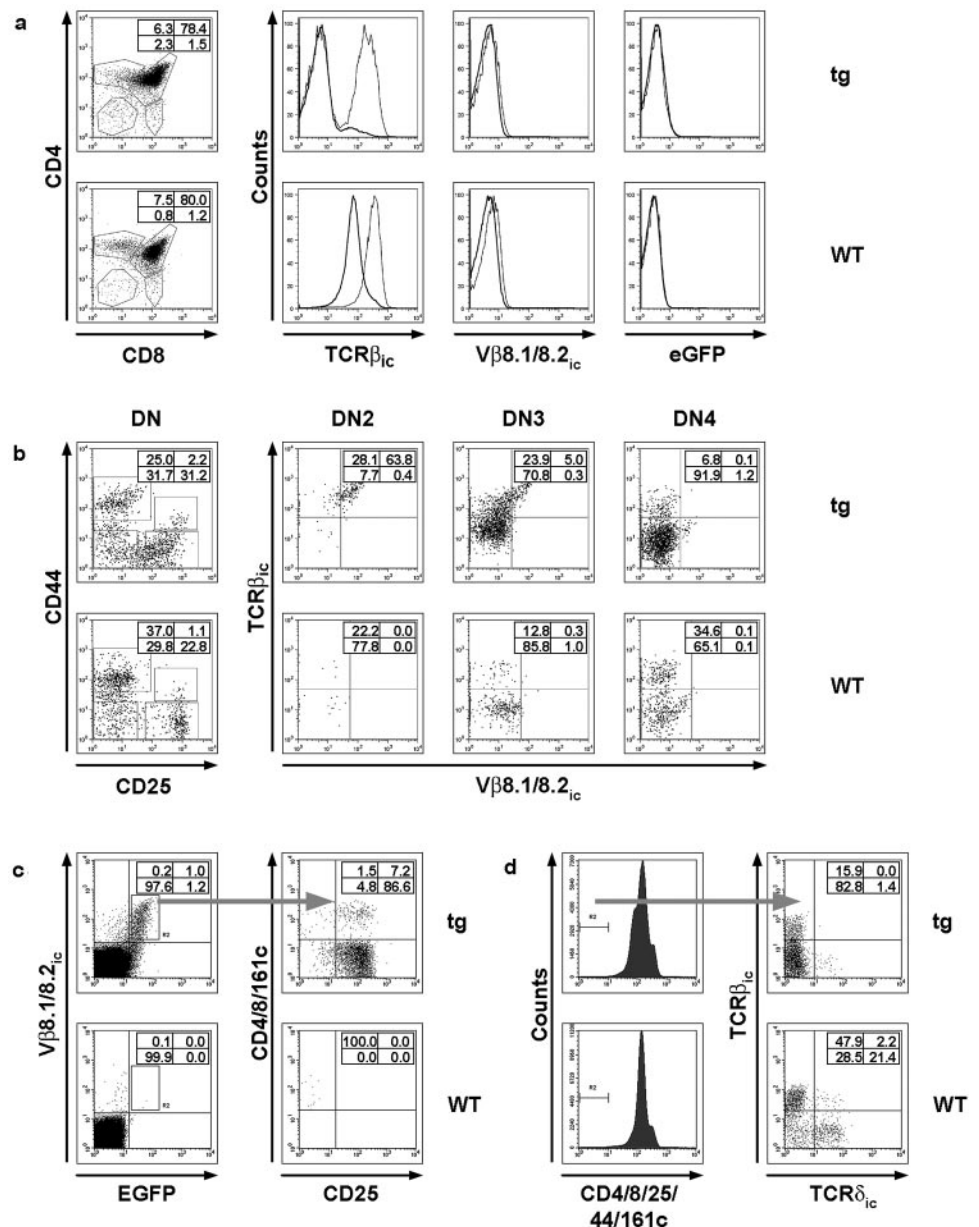 a
CD4
6.3 78.4
2.3 1.5
7.5 80.0
0.8 1.2
CD8
Counts
TCRβic
Vβ8.1/8.2ic
eGFP
tg
WT
b
DN DN2 DN3 DN4
CD44
25.0 2.2
31.7 31.2
TCRβic
28.1 63.8
7.7 0.4
23.9 5.0
70.8 0.3
6.8 0.1
91.9 1.2
tg
37.0 1.1
29.8 22.8
22.2 0.0
77.8 0.0
12.8 0.3
85.8 1.0
34.6 0.1
65.1 0.1
WT
CD25
Vβ8.1/8.2ic
c
Vβ8.1/8.2ic
0.2 1.0
97.6 1.2
R2
CD4/8/161c
1.5 7.2
4.8 86.6
tg
0.1 0.0
99.9 0.0
R2
100.0 0.0
0.0 0.0
WT
EGFP
CD25
d
Counts
R2
TCRβic
15.9 0.0
82.8 1.4
tg
R2
47.9 2.2
28.5 21.4
WT
CD4/8/25/
44/161c
TCRδic